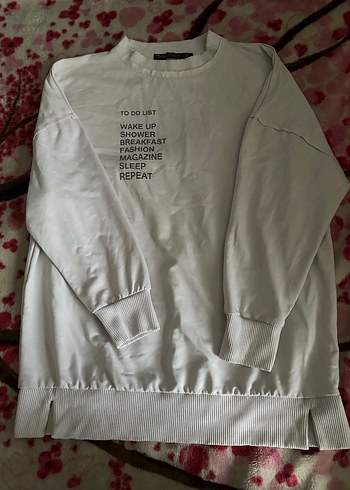 TO DO LIST
WAKE UP
SHOWER
BREAKFAST
FASHION
MAGAZINE
SLEEP
REPEAT